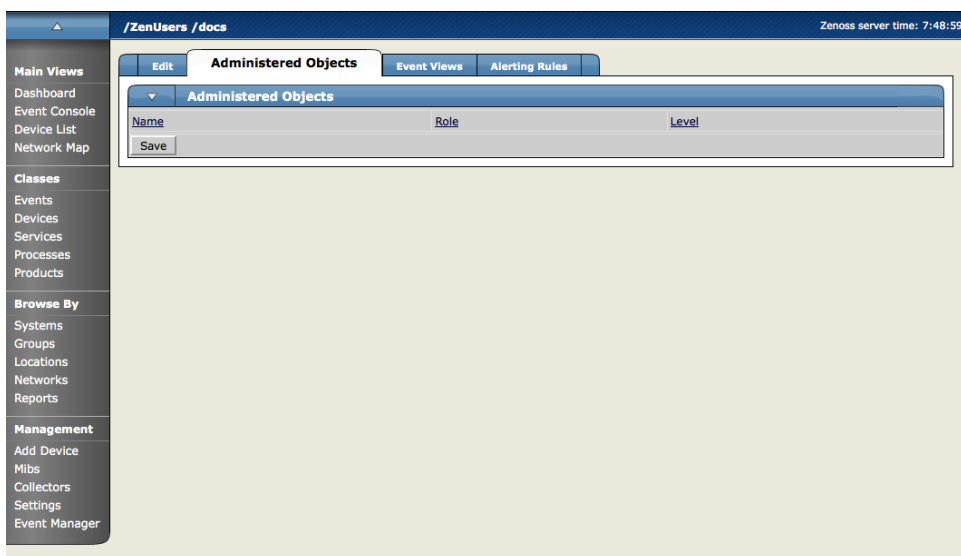 /ZenUsers /docs
Zenoss server time: 7:48:59
Main Views
Dashboard
Event Console
Device List
Network Map
Classes
Events
Devices
Services
Processes
Products
Browse By
Systems
Groups
Locations
Networks
Reports
Management
Add Device
Mibs
Collectors
Settings
Event Manager
Edit Administered Objects Event Views Alerting Rules
Administered Objects
Name Role Level
Save